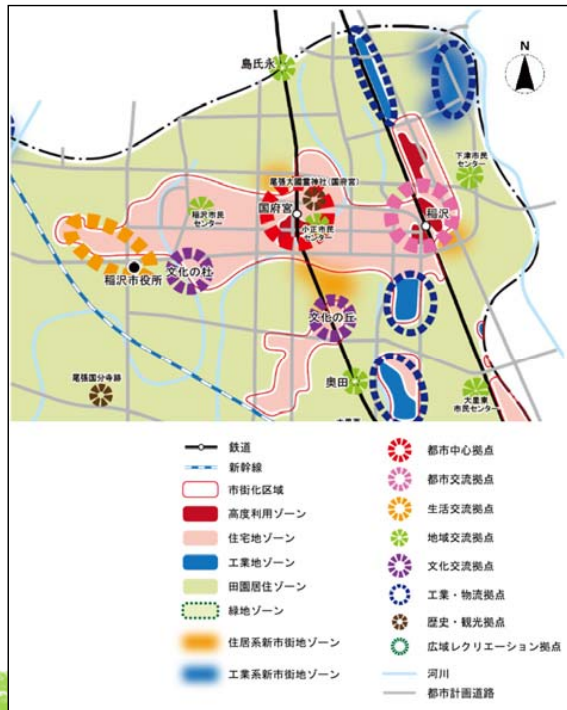 島氏永
N
下津市民
センター
尾張大國霊神社(国府宮)
稲沢市民
センター
国府宮
小正市民
センター
稲沢
稲沢市役所
文化の杜
文化の丘
尾張国分寺跡
奥田
大里東
市民センター
鉄道
新幹線
市街化区域
高度利用ゾーン
住宅地ゾーン
工業地ゾーン
田園居住ゾーン
緑地ゾーン
住居系新市街地ゾーン
工業系新市街地ゾーン
都市中心拠点
都市交流拠点
生活交流拠点
地域交流拠点
文化交流拠点
工業・物流拠点
歴史・観光拠点
広域レクリエーション拠点
河川
都市計画道路